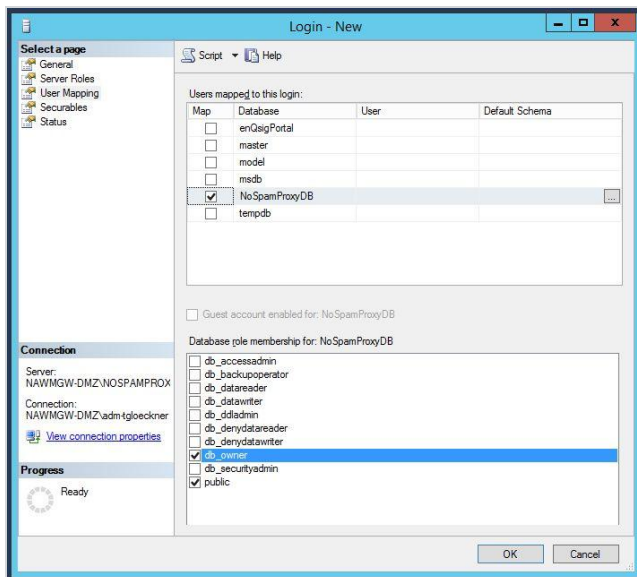 Login - New
Select a page
General
Server Roles
User Mapping
Securables
Status
Script
Help
Users mapped to this login:
Map Database User Default Schema
enQsigPortal
master
model
msdb
NoSpamProxyDB ...
tempdb
Guest account enabled for: NoSpamProxyDB
Database role membership for: NoSpamProxyDB
db_accessadmin
db_backupoperator
db_datareader
db_datawriter
db_ddladmin
db_denydatareader
db_denydatawriter
db_owner
db_securityadmin
public
Connection
Server:
NAWMGW-DMZ\NOSPAMPROX
Connection:
NAWMGW-DMZ\adm-tgloeckner
View connection properties
Progress
Ready
OK Cancel